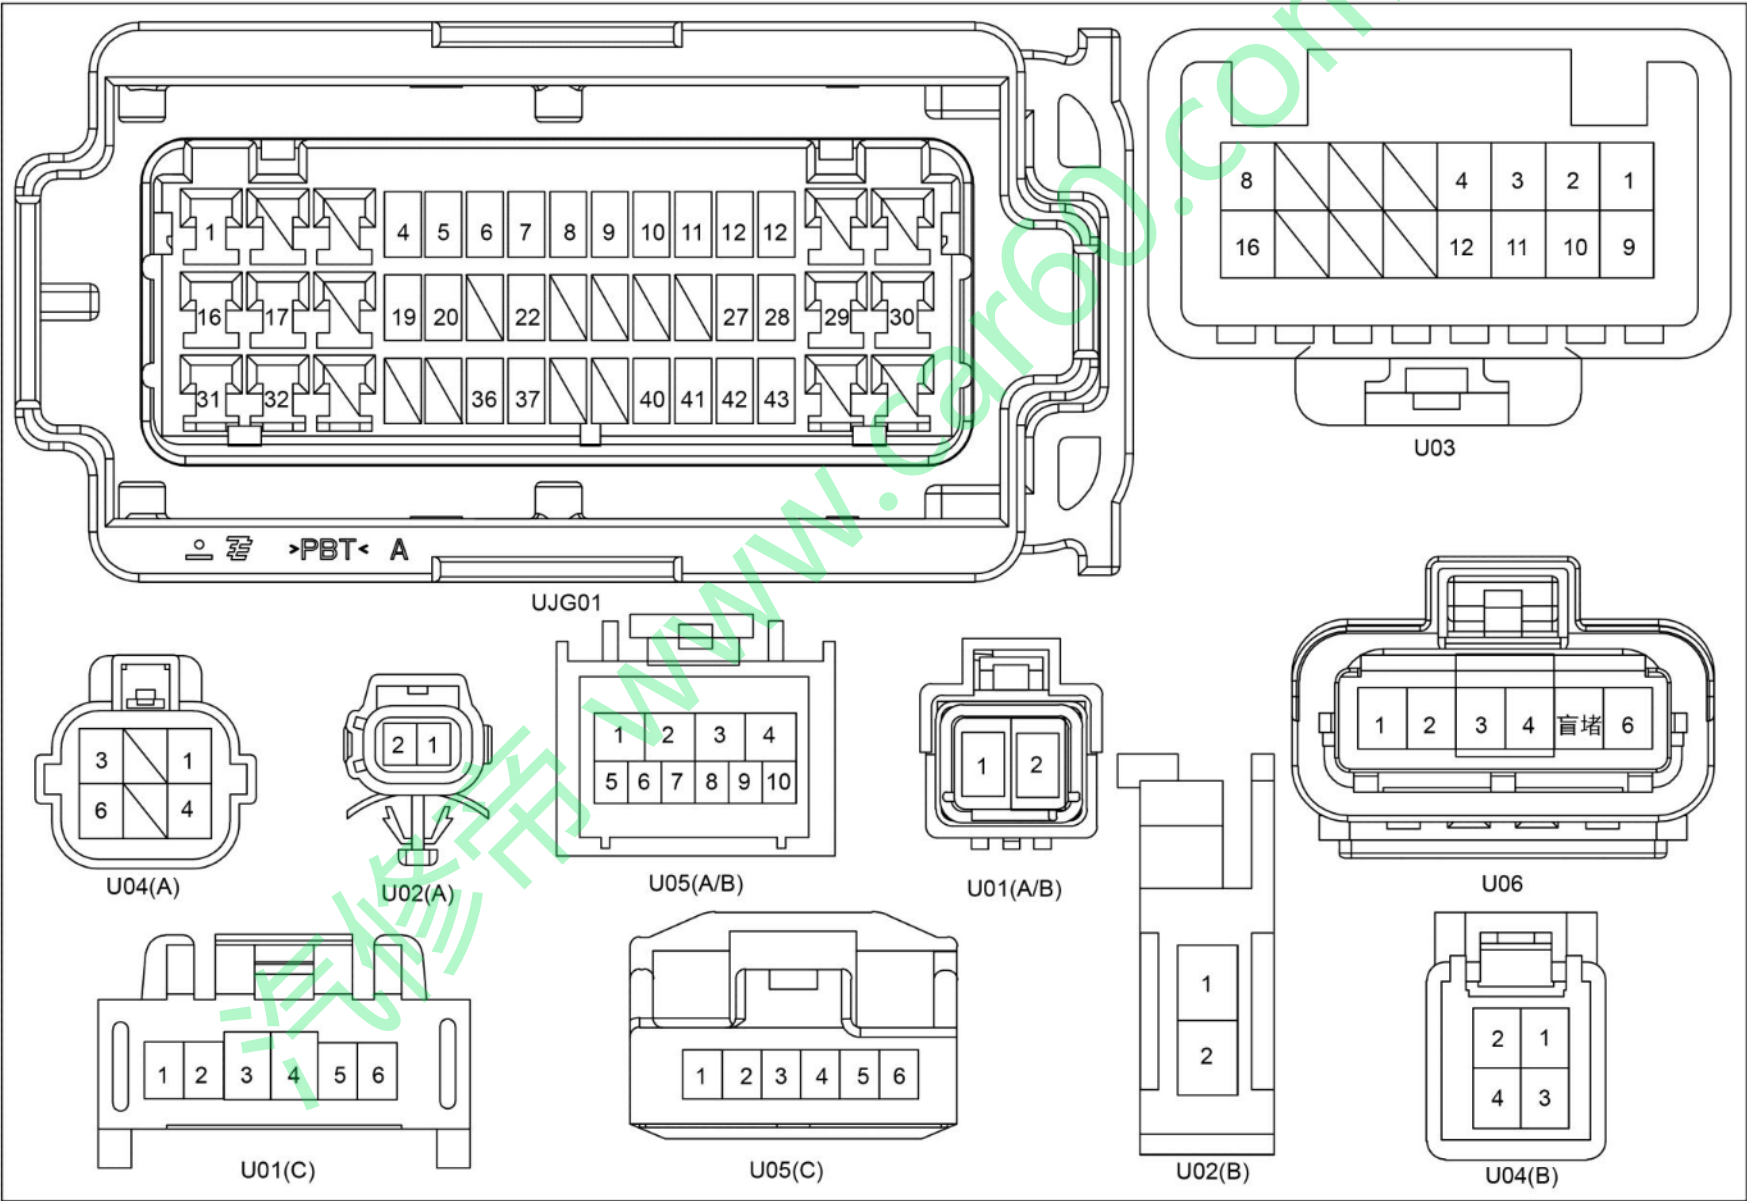 1 4 5 6 7 8 9 10 11 12 12
16 17 19 20 22 27 28 29 30
31 32 36 37 40 41 42 43
>PBT< A
UJG01
8 4 3 2 1
16 12 11 10 9
U03
3 1
6 4
U04(A)
2 1
U02(A)
1 2 3 4
5 6 7 8 9 10
U05(A/B)
1 2
U01(A/B)
1 2 3 4 盲堵 6
U06
1 2 3 4 5 6
U01(C)
1 2 3 4 5 6
U05(C)
1
2
U02(B)
2 1
4 3
U04(B)
汽修帝 www.car60.com